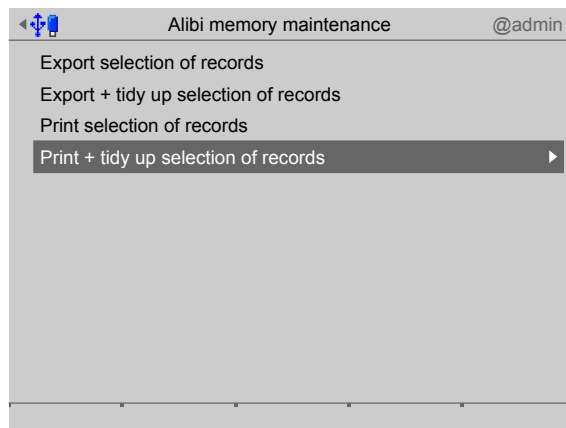 Alibi memory maintenance @admin
Export selection of records
Export + tidy up selection of records
Print selection of records
Print + tidy up selection of records